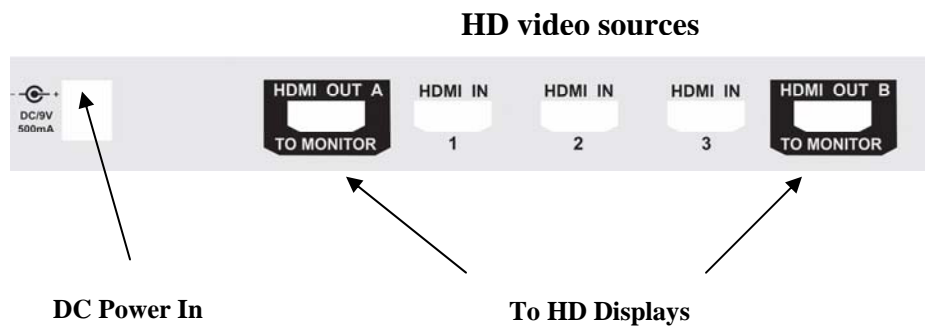 HD video sources
- +
DC/9V
500mA
HDMI OUT A
TO MONITOR
HDMI IN
1
HDMI IN
2
HDMI IN
3
HDMI OUT B
TO MONITOR
DC Power In
To HD Displays